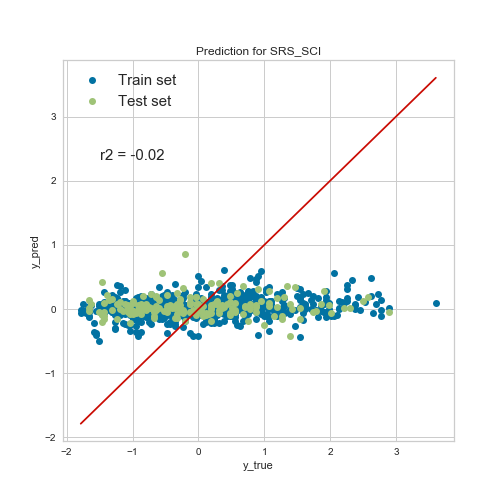 Prediction for SRS_SCI
Train set
Test set
r2 = -0.02
y_pred
3
2
1
0
−1
−2
−2
−1
0
1
2
3
y_true